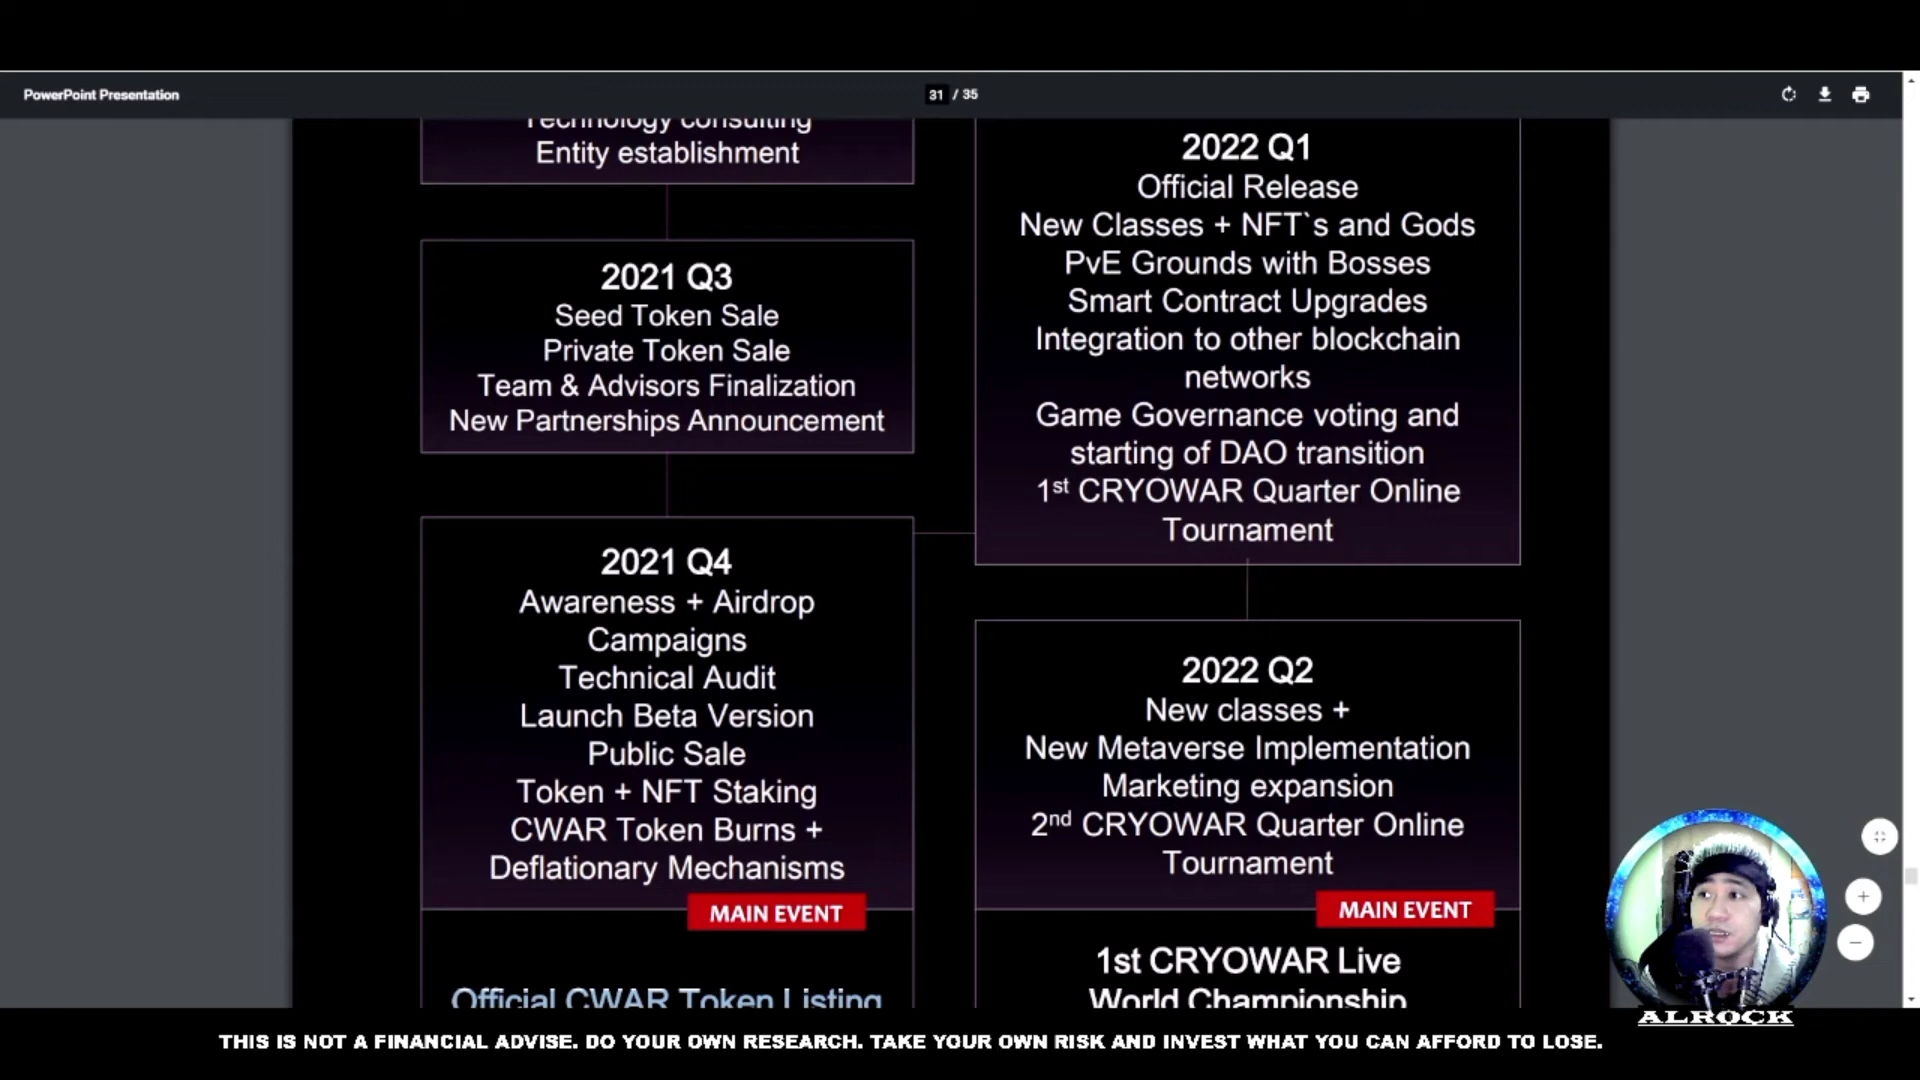 PowerPoint Presentation
31 / 35
Technology consulting
Entity establishment
2021 Q3
Seed Token Sale
Private Token Sale
Team & Advisors Finalization
New Partnerships Announcement
2021 Q4
Awareness + Airdrop
Campaigns
Technical Audit
Launch Beta Version
Public Sale
Token + NFT Staking
CWAR Token Burns +
Deflationary Mechanisms
MAIN EVENT
Official CWAR Token Listing
2022 Q1
Official Release
New Classes + NFT`s and Gods
PvE Grounds with Bosses
Smart Contract Upgrades
Integration to other blockchain
networks
Game Governance voting and
starting of DAO transition
1st CRYOWAR Quarter Online
Tournament
2022 Q2
New classes +
New Metaverse Implementation
Marketing expansion
2nd CRYOWAR Quarter Online
Tournament
MAIN EVENT
1st CRYOWAR Live
World Championship
ALROCK
THIS IS NOT A FINANCIAL ADVISE. DO YOUR OWN RESEARCH. TAKE YOUR OWN RISK AND INVEST WHAT YOU CAN AFFORD TO LOSE.